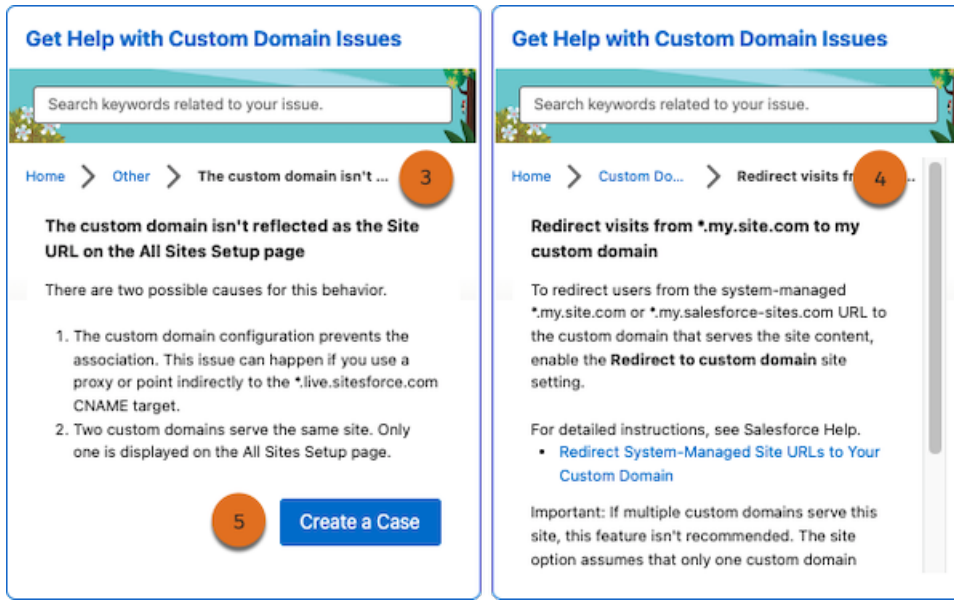 Get Help with Custom Domain Issues
Search keywords related to your issue.
Home > Other > The custom domain isn't ... 3
The custom domain isn't reflected as the Site
URL on the All Sites Setup page
There are two possible causes for this behavior.
1. The custom domain configuration prevents the
association. This issue can happen if you use a
proxy or point indirectly to the *.live.sitesforce.com
CNAME target.
2. Two custom domains serve the same site. Only
one is displayed on the All Sites Setup page.
5 Create a Case
Get Help with Custom Domain Issues
Search keywords related to your issue.
Home > Custom Do... > Redirect visits 4 ..
Redirect visits from *.my.site.com to my
custom domain
To redirect users from the system-managed
*.my.site.com or *.my.salesforce-sites.com URL to
the custom domain that serves the site content,
enable the Redirect to custom domain site
setting.
For detailed instructions, see Salesforce Help.
• Redirect System-Managed Site URLs to Your
Custom Domain
Important: If multiple custom domains serve this
site, this feature isn't recommended. The site
option assumes that only one custom domain